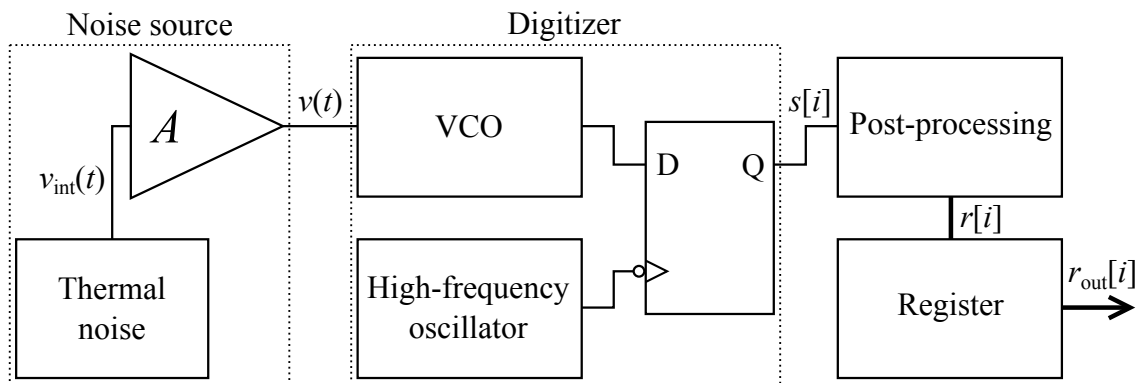 Noise source
Digitizer
A
v(t)
VCO
D
Q
s[i]
Post-processing
v_int(t)
r[i]
Thermal
noise
High-frequency
oscillator
Register
r_out[i]